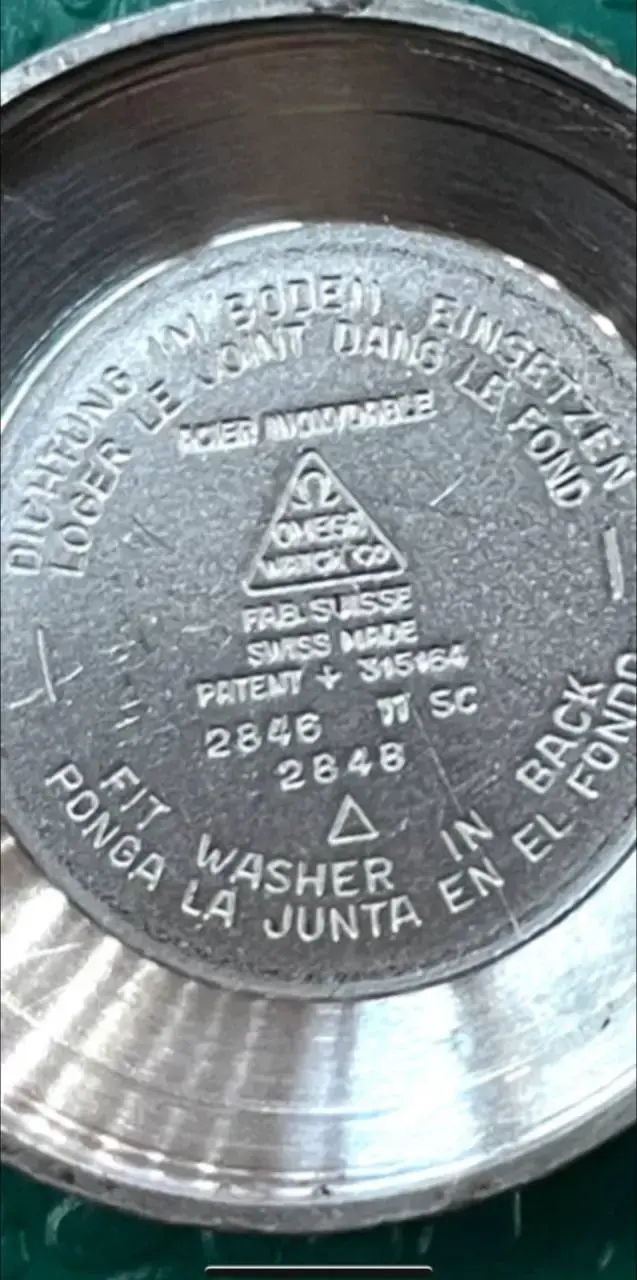 DICHTUNG IM BODEN EINSETZEN
LOGER LE JOINT DANS LE FOND
ACIER INOXYDABLE
Ω
OMEGA
WATCH CO
FAB. SUISSE
SWISS MADE
PATENT + 315164
2846 SC
2848
FIT WASHER IN BACK
PONGA LA JUNTA EN EL FONDO